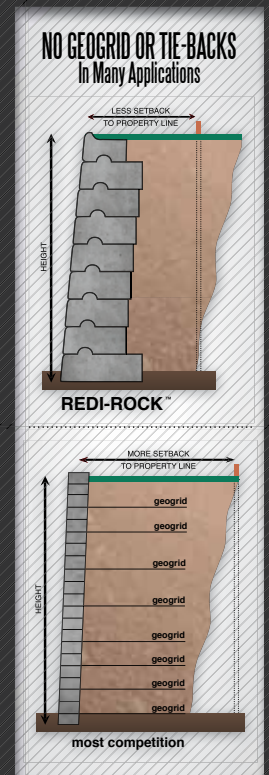 NO GEOGRID OR TIE-BACKS
In Many Applications
LESS SETBACK
TO PROPERTY LINE
HEIGHT
REDI-ROCK™
MORE SETBACK
TO PROPERTY LINE
geogrid
geogrid
geogrid
geogrid
HEIGHT
geogrid
geogrid
geogrid
geogrid
most competition